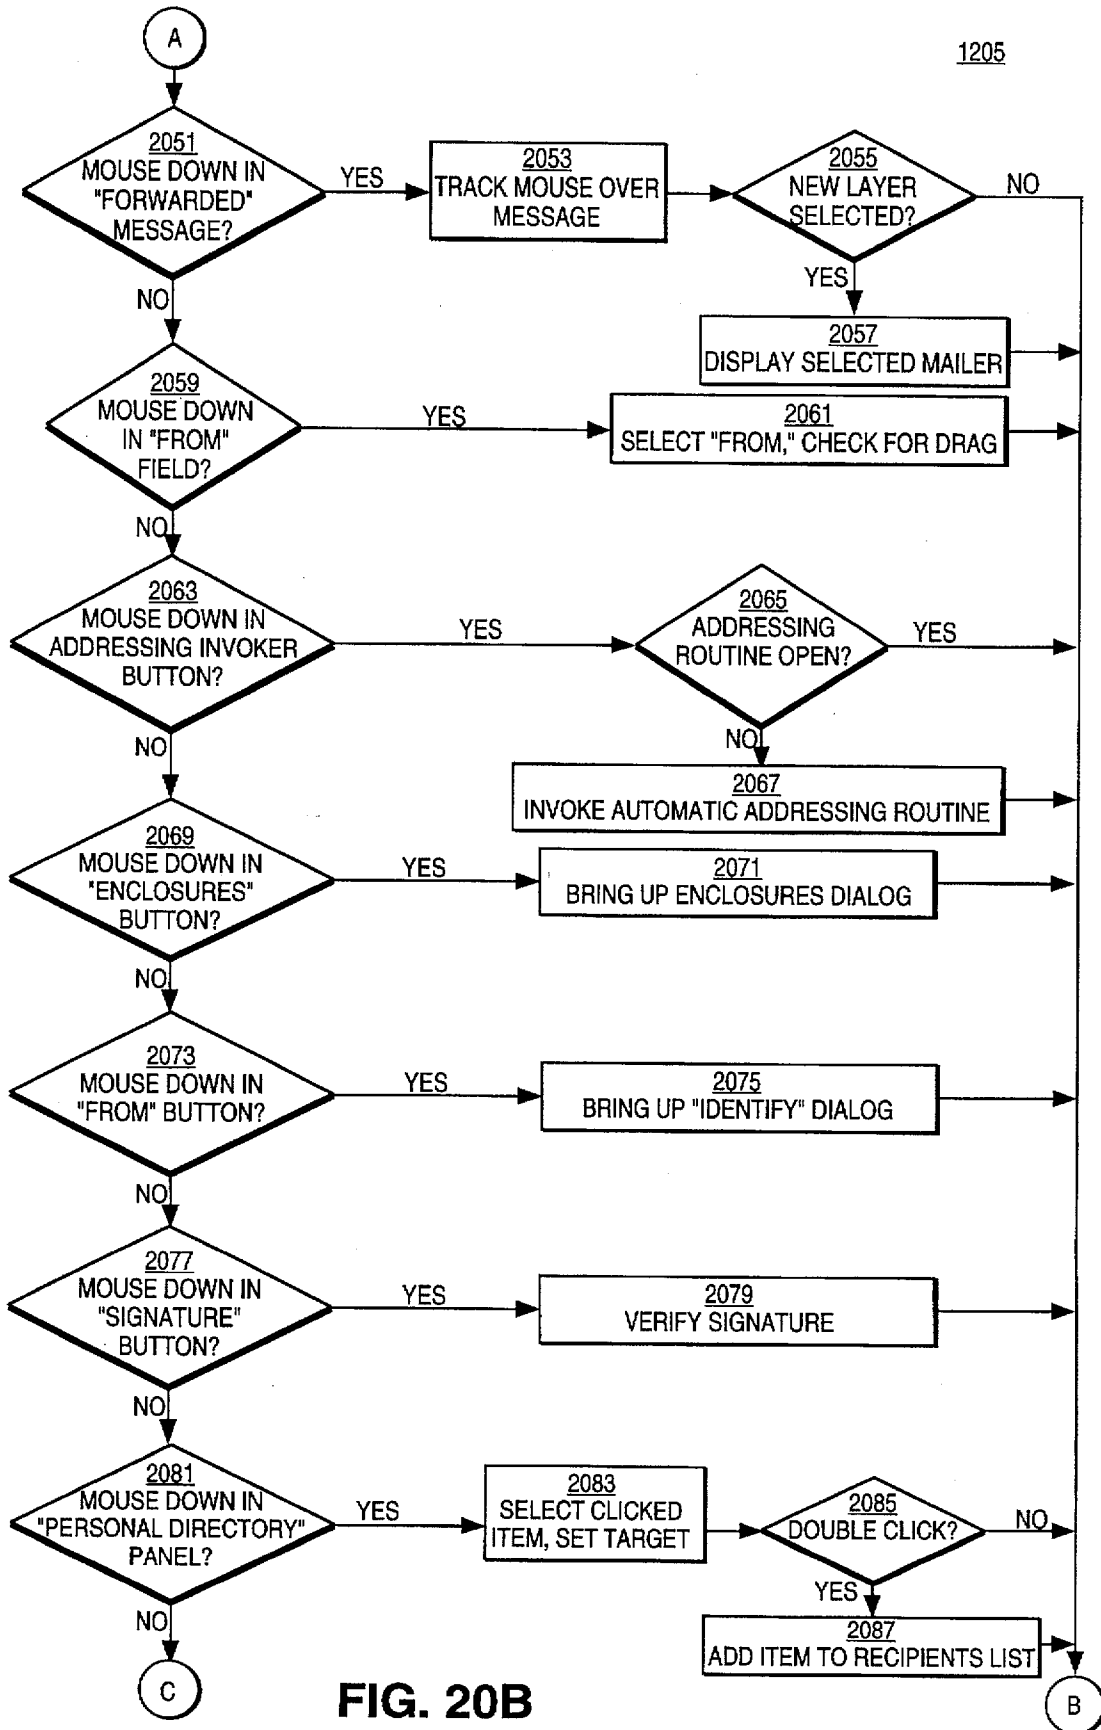 A
1205
2051
MOUSE DOWN IN
"FORWARDED"
MESSAGE?
YES
2053
TRACK MOUSE OVER
MESSAGE
2055
NEW LAYER
SELECTED?
NO
YES
NO
2057
DISPLAY SELECTED MAILER
2059
MOUSE DOWN
IN "FROM"
FIELD?
YES
2061
SELECT "FROM," CHECK FOR DRAG
NO
2063
MOUSE DOWN IN
ADDRESSING INVOKER
BUTTON?
YES
2065
ADDRESSING
ROUTINE OPEN?
YES
NO
NO
2067
INVOKE AUTOMATIC ADDRESSING ROUTINE
2069
MOUSE DOWN IN
"ENCLOSURES"
BUTTON?
YES
2071
BRING UP ENCLOSURES DIALOG
NO
2073
MOUSE DOWN IN
"FROM" BUTTON?
YES
2075
BRING UP "IDENTIFY" DIALOG
NO
2077
MOUSE DOWN IN
"SIGNATURE"
BUTTON?
YES
2079
VERIFY SIGNATURE
NO
2081
MOUSE DOWN IN
"PERSONAL DIRECTORY"
PANEL?
YES
2083
SELECT CLICKED
ITEM, SET TARGET
2085
DOUBLE CLICK?
NO
YES
NO
2087
ADD ITEM TO RECIPIENTS LIST
C
FIG. 20B
B